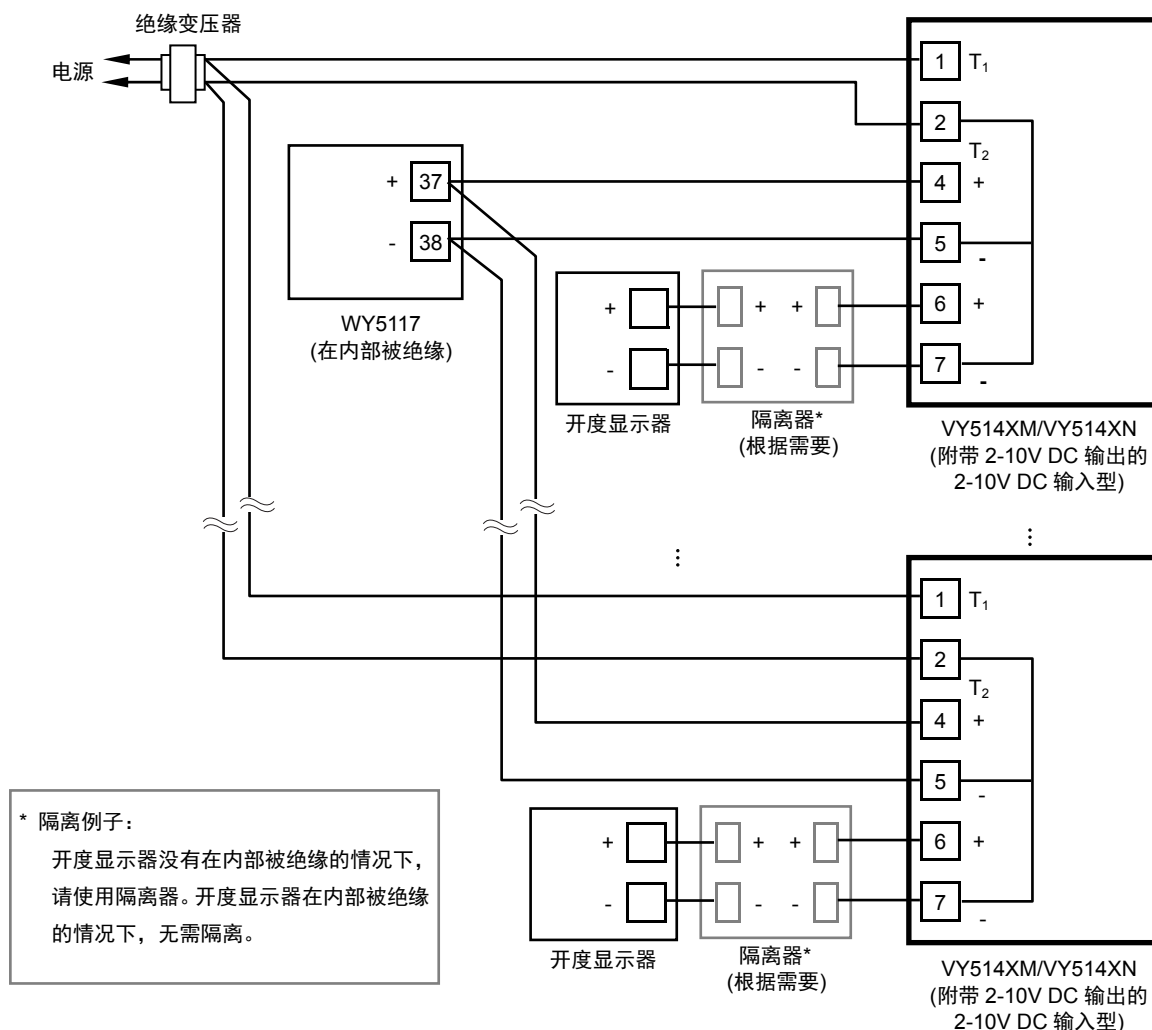 绝缘变压器
电源
1 T₁
2
T₂
+ 37
4 +
- 38
5 -
WY5117
(在内部被绝缘)
+ + + 6 +
- - - 7 -
开度显示器
隔离器*
(根据需要)
VY514XM/VY514XN
(附带 2-10V DC 输出的
2-10V DC 输入型)
⋮
⋮
1 T₁
2
T₂
4 +
5 -
+ + + 6 +
- - - 7 -
开度显示器
隔离器*
(根据需要)
VY514XM/VY514XN
(附带 2-10V DC 输出的
2-10V DC 输入型)
* 隔离例子：
开度显示器没有在内部被绝缘的情况下，
请使用隔离器。开度显示器在内部被绝缘
的情况下，无需隔离。